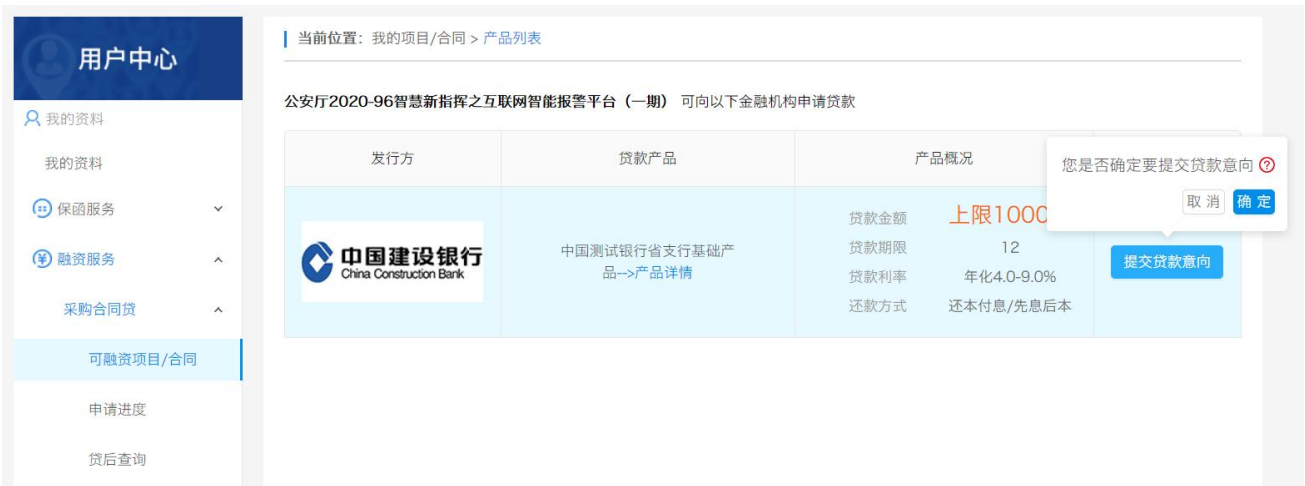 用户中心
我的资料
我的资料
保函服务
融资服务
采购合同贷
可融资项目/合同
申请进度
贷后查询
当前位置：我的项目/合同 > 产品列表
公安厅2020-96智慧新指挥之互联网智能报警平台（一期） 可向以下金融机构申请贷款
发行方 贷款产品 产品概况
您是否确定要提交贷款意向
取消 确定
中国建设银行
China Construction Bank
中国测试银行省支行基础产
品-->产品详情
贷款金额 上限1000
贷款期限 12
贷款利率 年化4.0-9.0%
还款方式 还本付息/先息后本
提交贷款意向